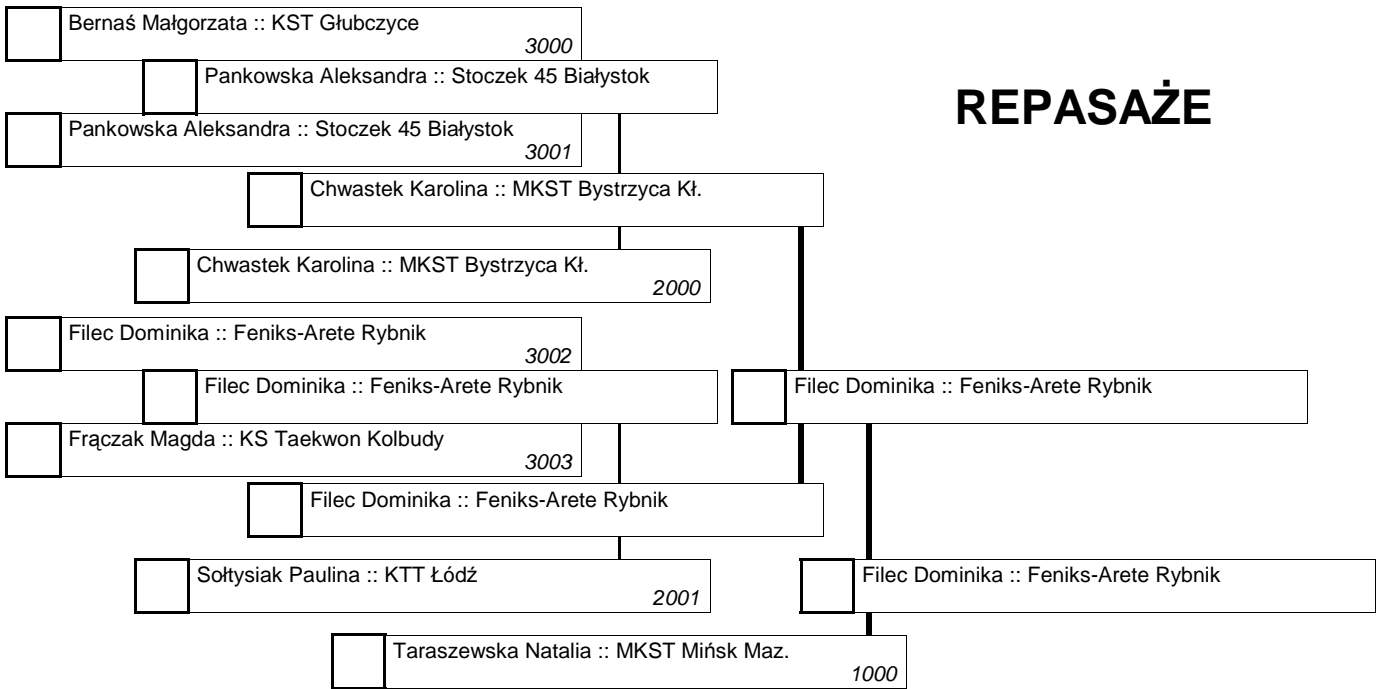 Bernaś Małgorzata :: KST Głubczyce
3000
Pankowska Aleksandra :: Stoczek 45 Białystok
REPASAŻE
Pankowska Aleksandra :: Stoczek 45 Białystok
3001
Chwastek Karolina :: MKST Bystrzyca Kł.
Chwastek Karolina :: MKST Bystrzyca Kł.
2000
Filec Dominika :: Feniks-Arete Rybnik
3002
Filec Dominika :: Feniks-Arete Rybnik
Filec Dominika :: Feniks-Arete Rybnik
Frączak Magda :: KS Taekwon Kolbudy
3003
Filec Dominika :: Feniks-Arete Rybnik
Sołtysiak Paulina :: KTT Łódź
2001
Filec Dominika :: Feniks-Arete Rybnik
Taraszewska Natalia :: MKST Mińsk Maz.
1000